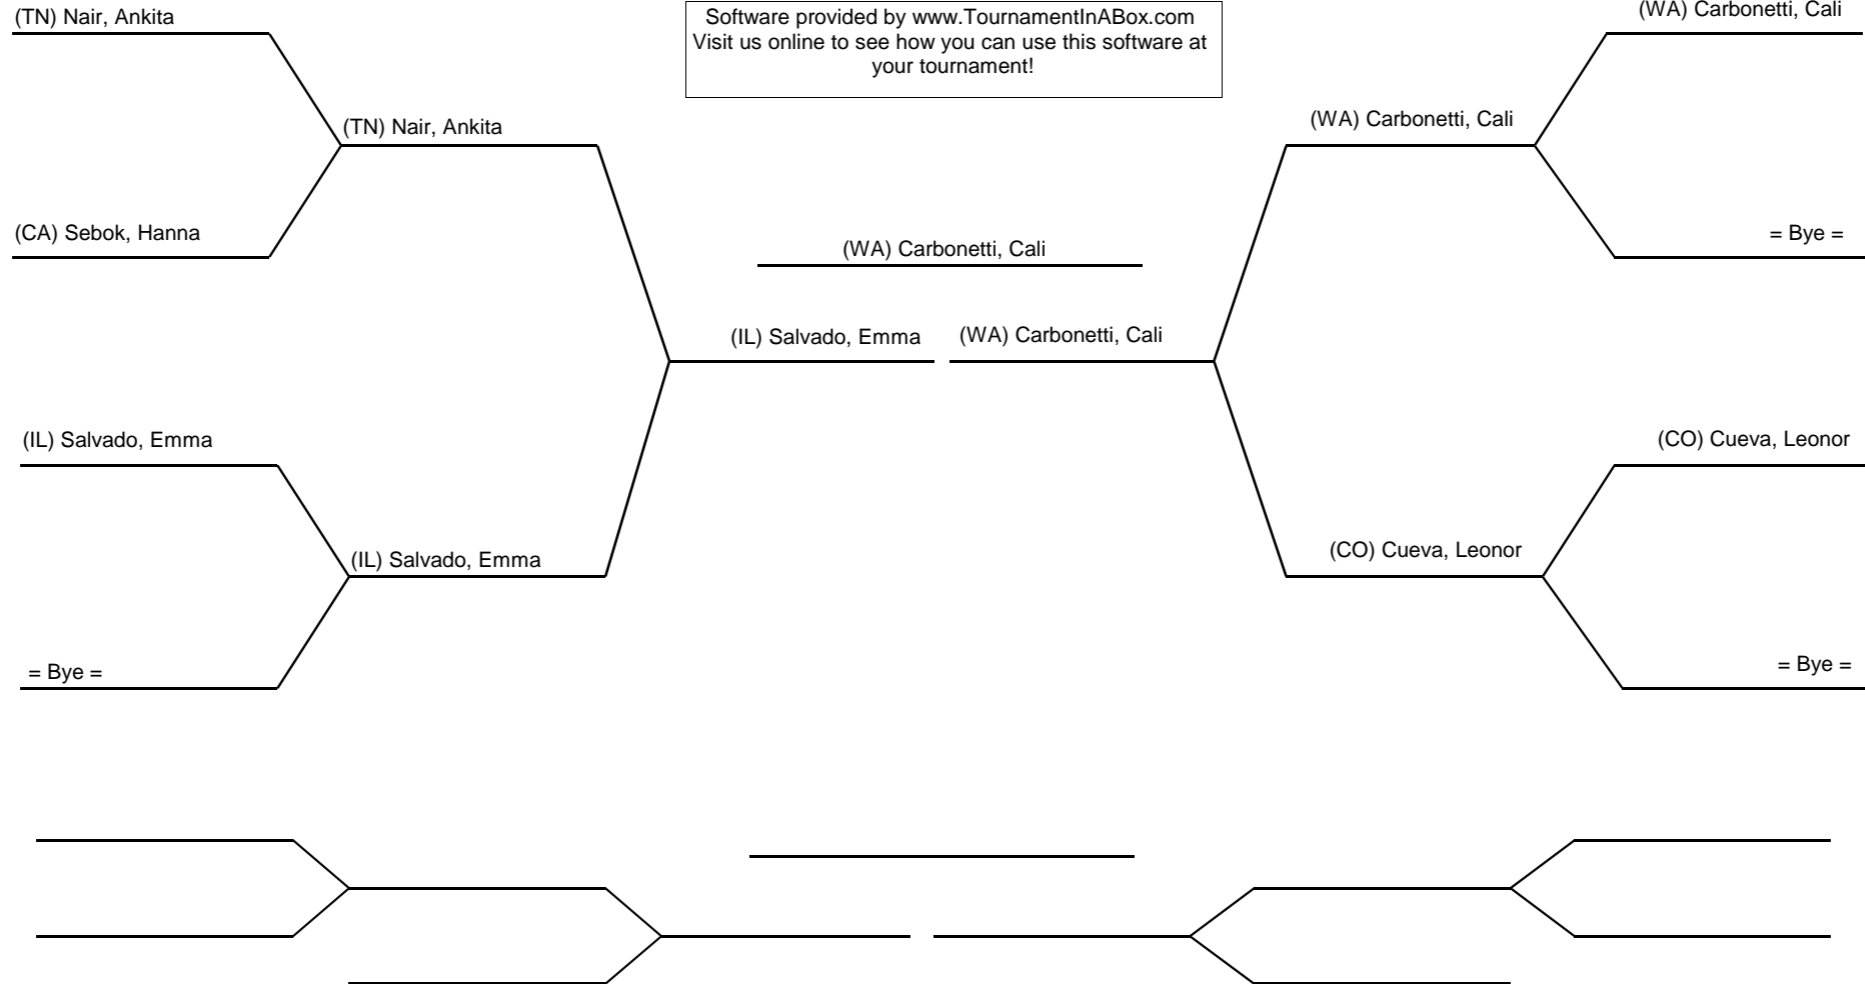 (TN) Nair, Ankita
Software provided by www.TournamentInABox.com
Visit us online to see how you can use this software at
your tournament!
(WA) Carbonetti, Cali
(TN) Nair, Ankita
(WA) Carbonetti, Cali
(CA) Sebok, Hanna
(WA) Carbonetti, Cali
= Bye =
(IL) Salvado, Emma
(WA) Carbonetti, Cali
(IL) Salvado, Emma
(CO) Cueva, Leonor
(IL) Salvado, Emma
(CO) Cueva, Leonor
= Bye =
= Bye =